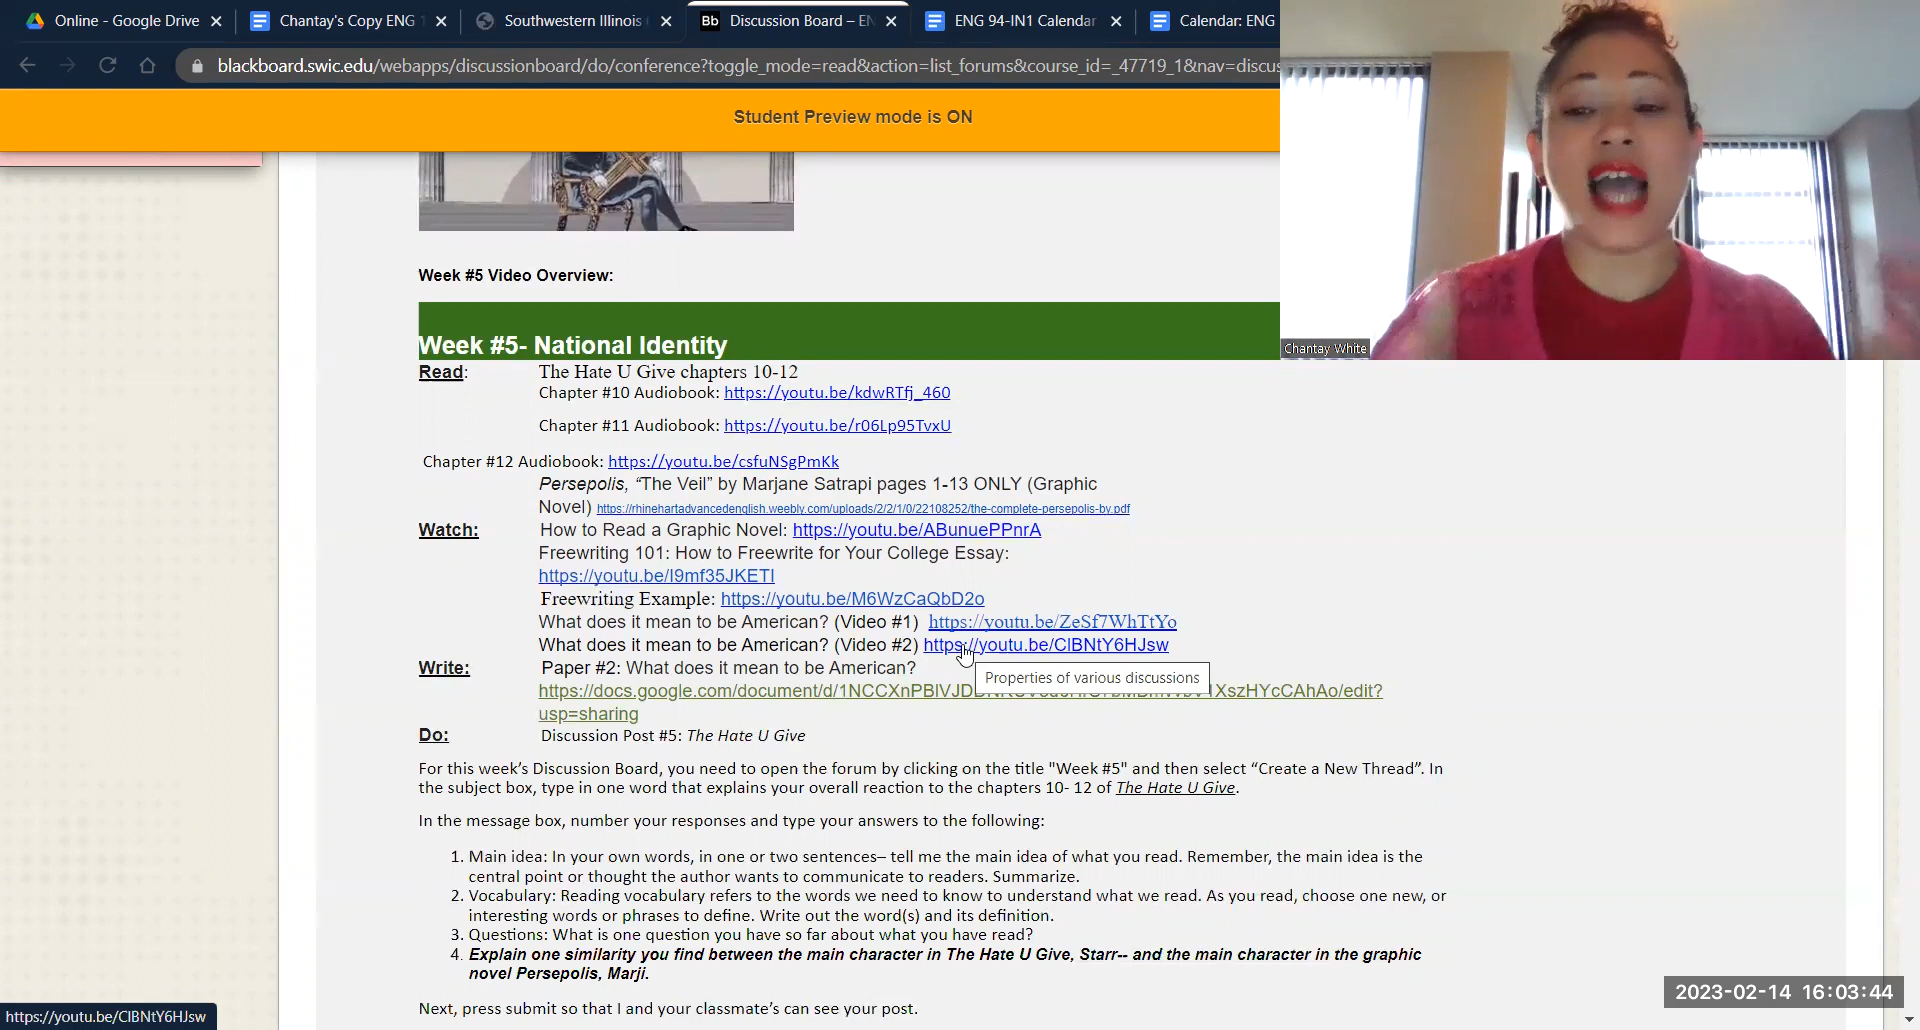 Online - Google Drive
Chantay's Copy ENG
Southwestern Illinois
Bb Discussion Board – EN
ENG 94-IN1 Calendar
Calendar: ENG
blackboard.swic.edu/webapps/discussionboard/do/conference?toggle_mode=read&action=list_forums&course_id=_47719_1&nav=discus
Student Preview mode is ON
Chantay White
Week #5 Video Overview:
Week #5- National Identity
Read: The Hate U Give chapters 10-12
Chapter #10 Audiobook: https://youtu.be/kdwRTfj_460
Chapter #11 Audiobook: https://youtu.be/r06Lp95TvxU
Chapter #12 Audiobook: https://youtu.be/csfuNSgPmKk
Persepolis, “The Veil” by Marjane Satrapi pages 1-13 ONLY (Graphic
Novel) https://rhinehartadvancedenglish.weebly.com/uploads/2/2/1/0/22108252/the-complete-persepolis-by.pdf
Watch: How to Read a Graphic Novel: https://youtu.be/ABunuePPnrA
Freewriting 101: How to Freewrite for Your College Essay:
https://youtu.be/I9mf35JKETI
Freewriting Example: https://youtu.be/M6WzCaQbD2o
What does it mean to be American? (Video #1) https://youtu.be/ZeSf7WhTtYo
What does it mean to be American? (Video #2) https://youtu.be/ClBNtY6HJsw
Write: Paper #2: What does it mean to be American?
Properties of various discussions
usp=sharing
Do: Discussion Post #5: The Hate U Give
For this week’s Discussion Board, you need to open the forum by clicking on the title "Week #5" and then select “Create a New Thread”. In
the subject box, type in one word that explains your overall reaction to the chapters 10- 12 of The Hate U Give.
In the message box, number your responses and type your answers to the following:
1. Main idea: In your own words, in one or two sentences– tell me the main idea of what you read. Remember, the main idea is the
central point or thought the author wants to communicate to readers. Summarize.
2. Vocabulary: Reading vocabulary refers to the words we need to know to understand what we read. As you read, choose one new, or
interesting words or phrases to define. Write out the word(s) and its definition.
3. Questions: What is one question you have so far about what you have read?
4. Explain one similarity you find between the main character in The Hate U Give, Starr-- and the main character in the graphic
novel Persepolis, Marji.
Next, press submit so that I and your classmate’s can see your post.
2023-02-14 16:03:44
https://youtu.be/ClBNtY6HJsw